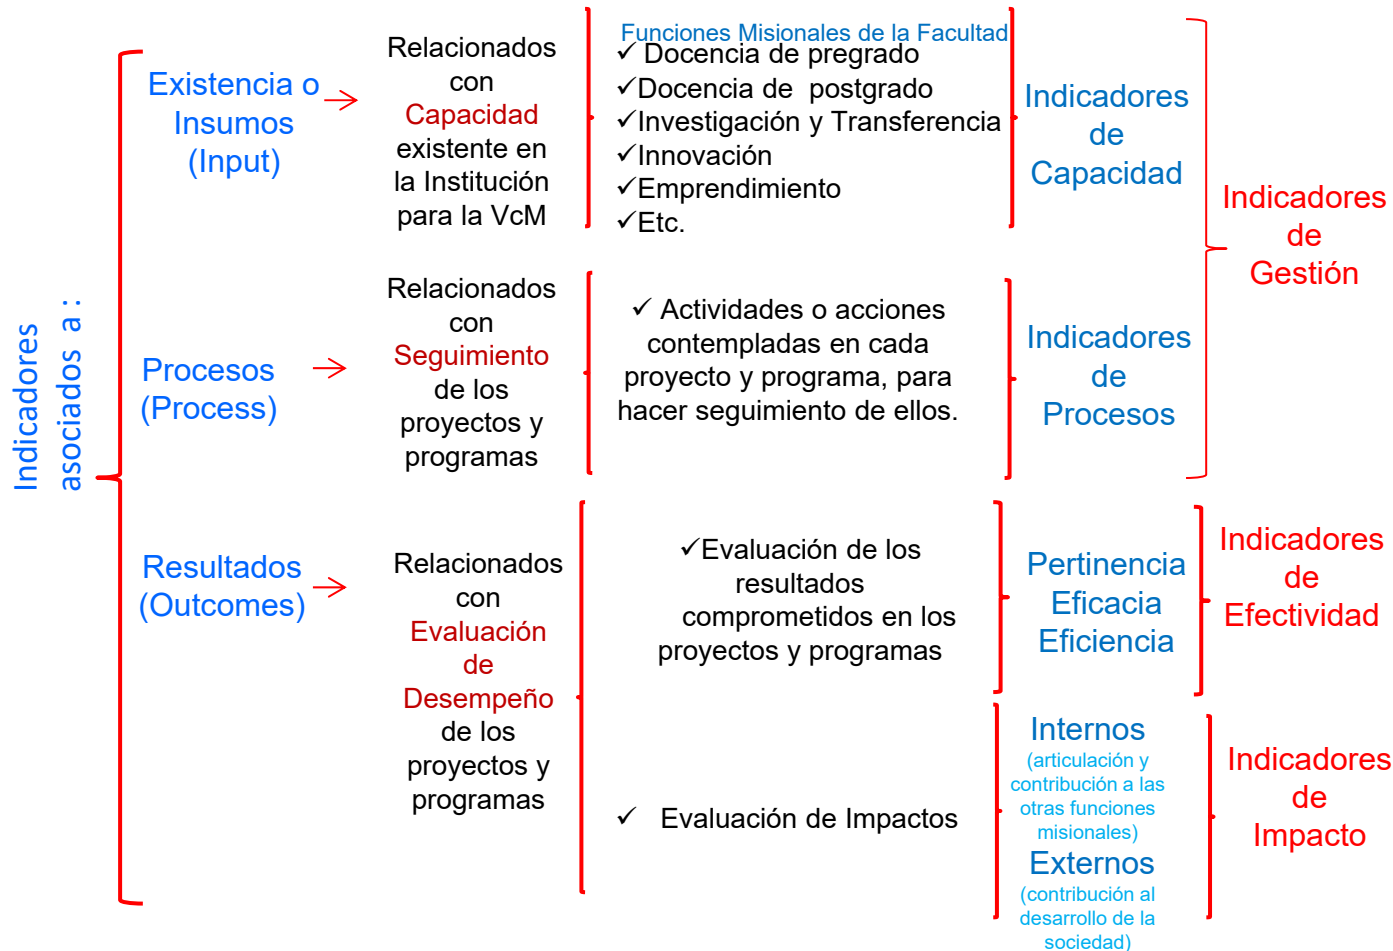 Indicadores
asociados a :
Existencia o
Insumos
(Input)
Relacionados
con
Capacidad
existente en
la Institución
para la VcM
Funciones Misionales de la Facultad
✓ Docencia de pregrado
✓Docencia de postgrado
✓Investigación y Transferencia
✓Innovación
✓Emprendimiento
✓Etc.
Indicadores
de
Capacidad
Indicadores
de
Gestión
Procesos
(Process)
Relacionados
con
Seguimiento
de los
proyectos y
programas
✓ Actividades o acciones
contempladas en cada
proyecto y programa, para
hacer seguimiento de ellos.
Indicadores
de
Procesos
Resultados
(Outcomes)
Relacionados
con
Evaluación
de
Desempeño
de los
proyectos y
programas
✓Evaluación de los
resultados
comprometidos en los
proyectos y programas
Pertinencia
Eficacia
Eficiencia
Indicadores
de
Efectividad
✓ Evaluación de Impactos
Internos
(articulación y
contribución a las
otras funciones
misionales)
Externos
(contribución al
desarrollo de la
sociedad)
Indicadores
de
Impacto